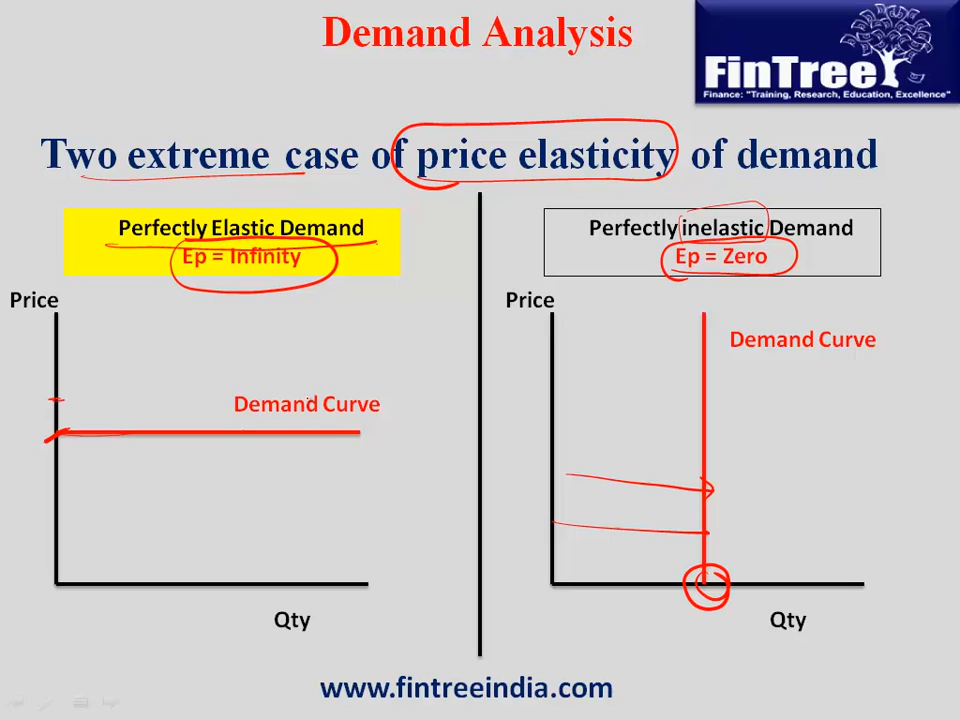 Demand Analysis
FinTree
Finance: "Training, Research, Education, Excellence"
Two extreme case of price elasticity of demand
Perfectly Elastic Demand
Ep = Infinity
Perfectly inelastic Demand
Ep = Zero
Price
Demand Curve
Qty
Price
Demand Curve
Qty
www.fintreeindia.com